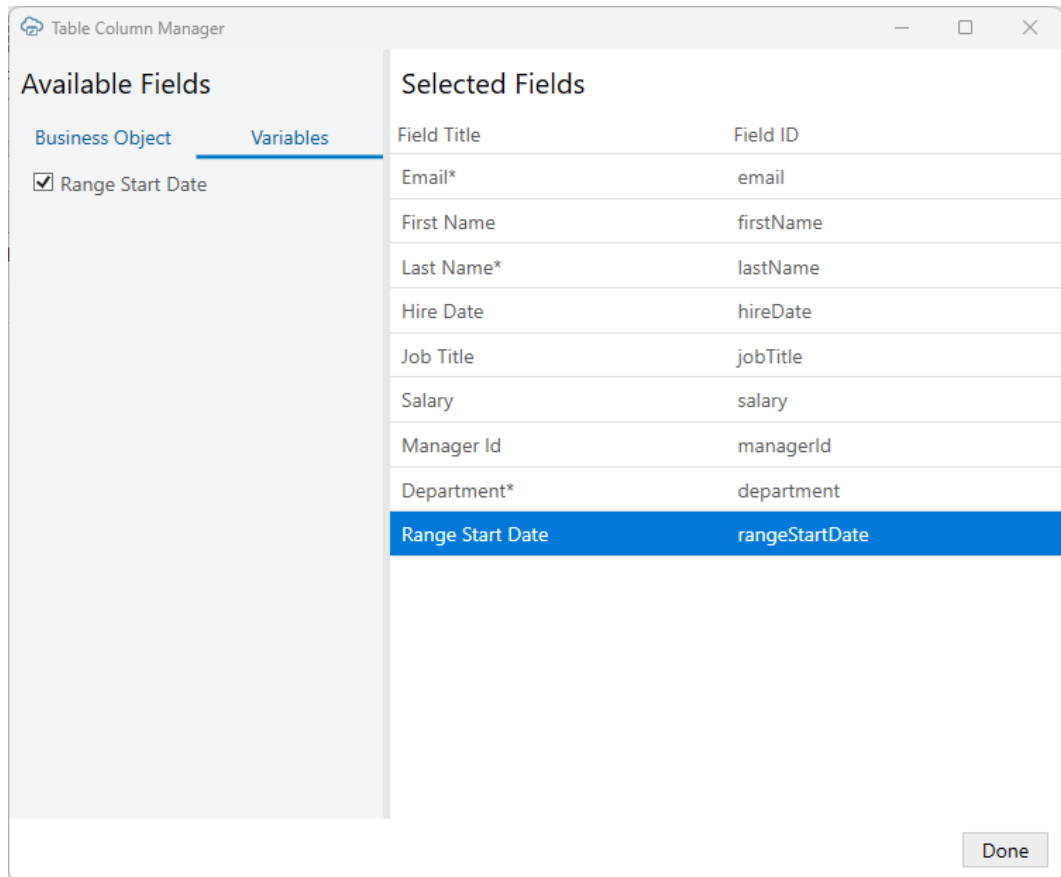 Table Column Manager
Available Fields
Business Object Variables
Range Start Date
Selected Fields
Field Title Field ID
Email* email
First Name firstName
Last Name* lastName
Hire Date hireDate
Job Title jobTitle
Salary salary
Manager Id managerId
Department* department
Range Start Date rangeStartDate
Done